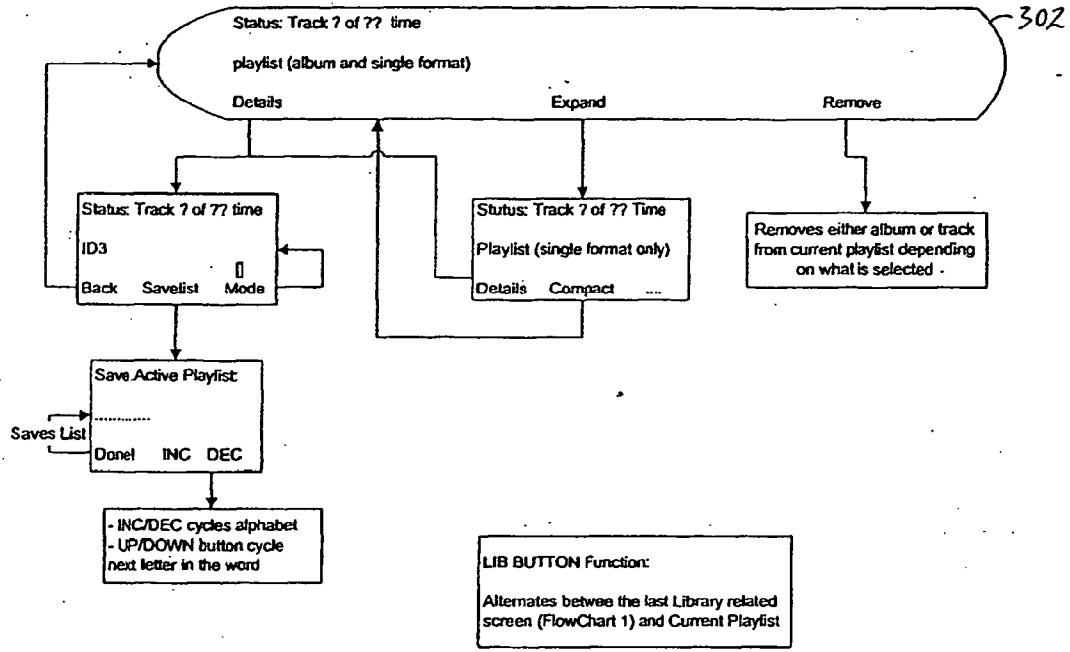 Status: Track ? of ?? time
302
playlist (album and single format)
Details Expand Remove
Status: Track ? of ?? time
ID3
Back Savelist Mode
Stutus: Track ? of ?? Time
Playlist (single format only)
Details Compact ....
Removes either album or track
from current playlist depending
on what is selected -
Save Active Playlist:
............
Saves List
Done! INC DEC
- INC/DEC cycles alphabet
- UP/DOWN button cycle
next letter in the word
LIB BUTTON Function:
Alternates betwee the last Library related
screen (FlowChart 1) and Current Playlist